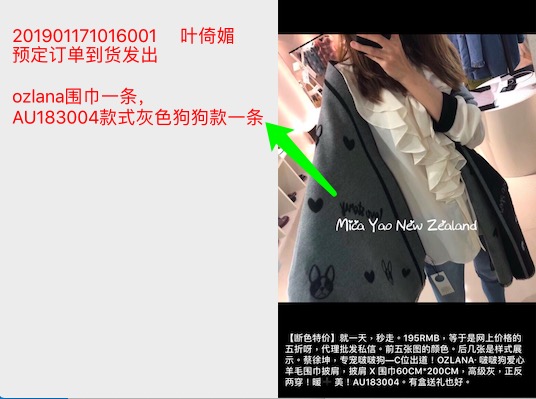 201901171016001 叶倚媚
预定订单到货发出
ozlana围巾一条，
AU183004款式灰色狗狗款一条
Mica Yao New Zealand
【断色特价】就一天，秒走。195RMB，等于是网上价格的
五折呀，代理批发私信。前五张图的颜色。后几张是样式展
示。蔡徐坤，专宠啵啵狗—C位出道！OZLANA· 啵啵狗爱心
羊毛围巾披肩，披肩 X 围巾60CM*200CM，高级灰，正反
两穿！暖➕ 美！AU183004。有盒送礼也好。